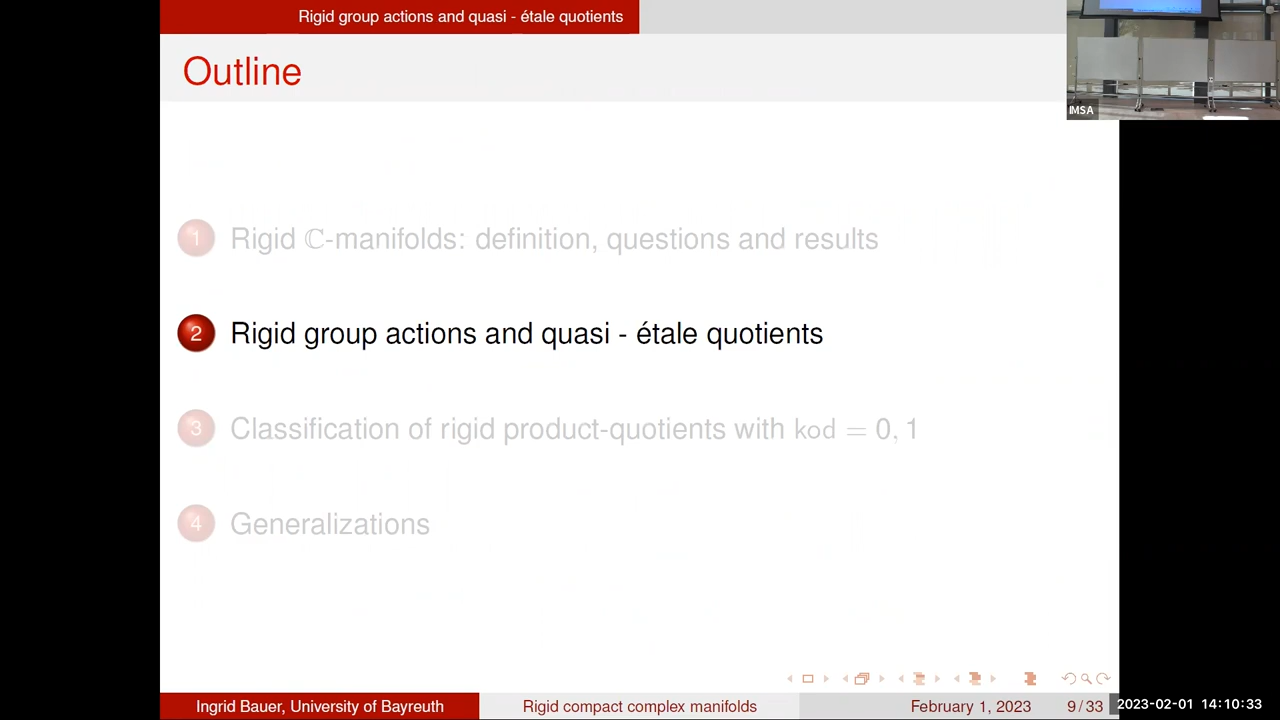 Rigid group actions and quasi - étale quotients
Outline
IMSA
1 Rigid ℂ-manifolds: definition, questions and results
2 Rigid group actions and quasi - étale quotients
3 Classification of rigid product-quotients with kod = 0, 1
4 Generalizations
Ingrid Bauer, University of Bayreuth Rigid compact complex manifolds February 1, 2023 9 / 33
2023-02-01 14:10:33